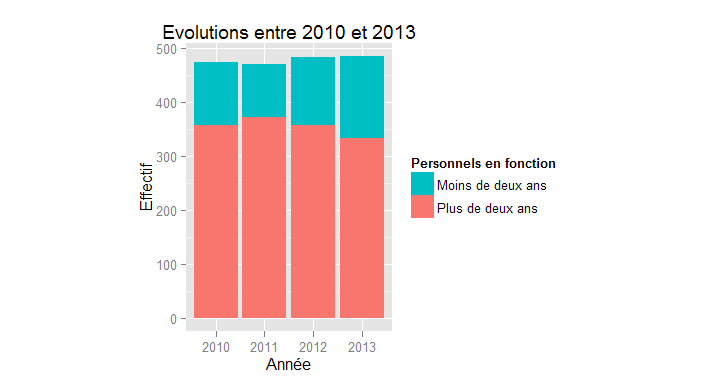 Evolutions entre 2010 et 2013
500
400
300
200
100
0
Effectif
2010 2011 2012 2013
Année
Personnels en fonction
Moins de deux ans
Plus de deux ans